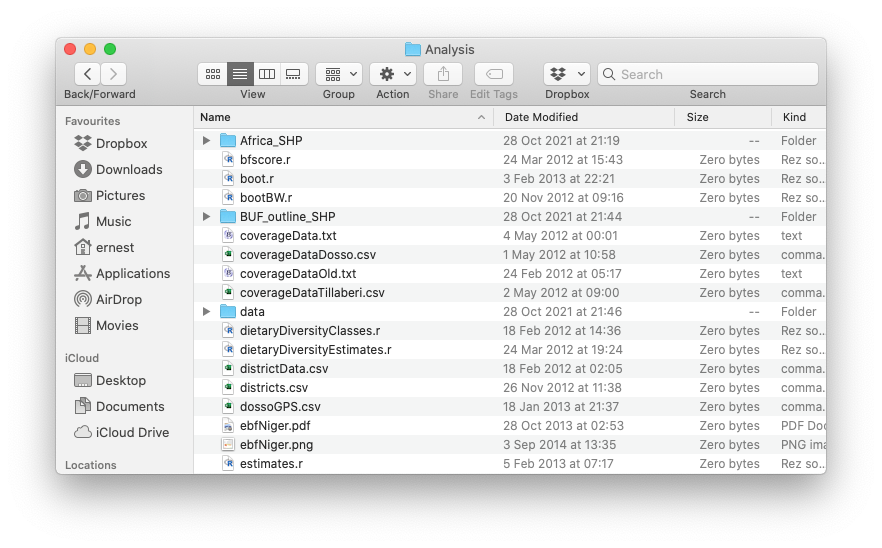 Analysis
Back/Forward View Group Action Share Edit Tags Dropbox Search Search
Favourites
Dropbox
Downloads
Pictures
Music
ernest
Applications
AirDrop
Movies
iCloud
Desktop
Documents
iCloud Drive
Locations
Name Date Modified Size Kind
Africa_SHP 28 Oct 2021 at 21:19 -- Folder
bfscore.r 24 Mar 2012 at 15:43 Zero bytes Rez so...
boot.r 3 Feb 2013 at 22:21 Zero bytes Rez so...
bootBW.r 20 Nov 2012 at 09:16 Zero bytes Rez so...
BUF_outline_SHP 28 Oct 2021 at 21:44 -- Folder
coverageData.txt 4 May 2012 at 00:01 Zero bytes text
coverageDataDosso.csv 1 May 2012 at 10:58 Zero bytes comma...
coverageDataOld.txt 24 Feb 2012 at 05:17 Zero bytes text
coverageDataTillaberi.csv 2 May 2012 at 09:00 Zero bytes comma...
data 28 Oct 2021 at 21:46 -- Folder
dietaryDiversityClasses.r 18 Feb 2012 at 14:36 Zero bytes Rez so...
dietaryDiversityEstimates.r 24 Mar 2012 at 19:24 Zero bytes Rez so...
districtData.csv 18 Feb 2012 at 02:05 Zero bytes comma...
districts.csv 26 Nov 2012 at 11:38 Zero bytes comma...
dossoGPS.csv 18 Jan 2013 at 21:37 Zero bytes comma...
ebfNiger.pdf 28 Oct 2013 at 02:53 Zero bytes PDF Doc
ebfNiger.png 3 Sep 2014 at 13:35 Zero bytes PNG ima
estimates.r 5 Feb 2013 at 07:17 Zero bytes Rez so...